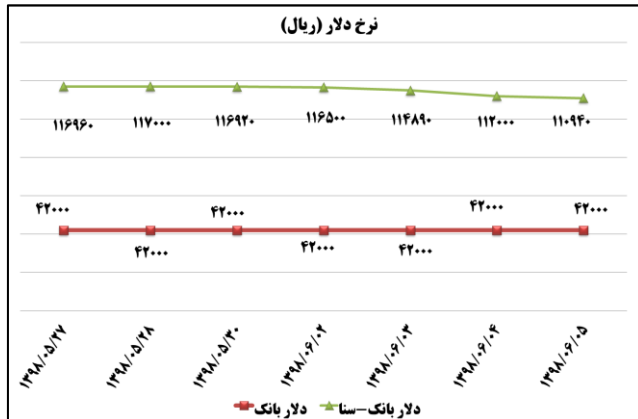 نرخ دلار (ریال)
۱۱۶۹۶۰ ۱۱۷۰۰۰ ۱۱۶۹۲۰ ۱۱۶۵۰۰ ۱۱۴۸۹۰ ۱۱۲۰۰۰ ۱۱۰۹۴۰
۴۲۰۰۰ ۴۲۰۰۰ ۴۲۰۰۰ ۴۲۰۰۰ ۴۲۰۰۰ ۴۲۰۰۰ ۴۲۰۰۰
۱۳۹۸/۰۵/۲۷ ۱۳۹۸/۰۵/۲۸ ۱۳۹۸/۰۵/۳۰ ۱۳۹۸/۰۶/۰۲ ۱۳۹۸/۰۶/۰۳ ۱۳۹۸/۰۶/۰۴ ۱۳۹۸/۰۶/۰۵
دلار بانک-سنا دلار بانک